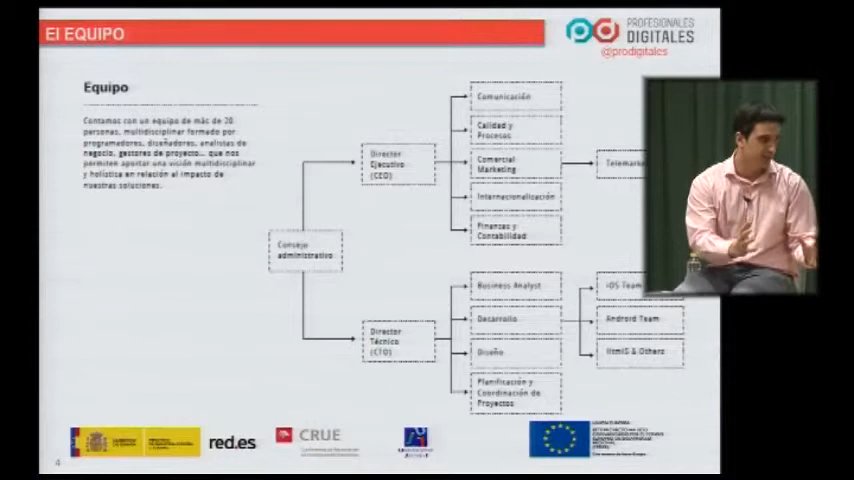 El EQUIPO
PROFESIONALES
DIGITALES
@prodigitales
Equipo
Contamos con un equipo de más de 20
personas, multidisciplinar formado por
programadores, diseñadores, analistas de
negocio, gestores de proyecto... que nos
permiten aportar una visión multidisciplinar
y holística en relación al impacto de
nuestras soluciones.
Consejo
administrativo
Director
Ejecutivo
(CEO)
Comunicación
Calidad y
Procesos
Comercial
Marketing
Telemarke
Internacionalización
Finanzas y
Contabilidad
Director
Técnico
(CTO)
Business Analyst
Desarrollo
Diseño
Planificación y
Coordinación de
Proyectos
iOS Team
Android Team
Html5 & Others
red.es
CRUE
4